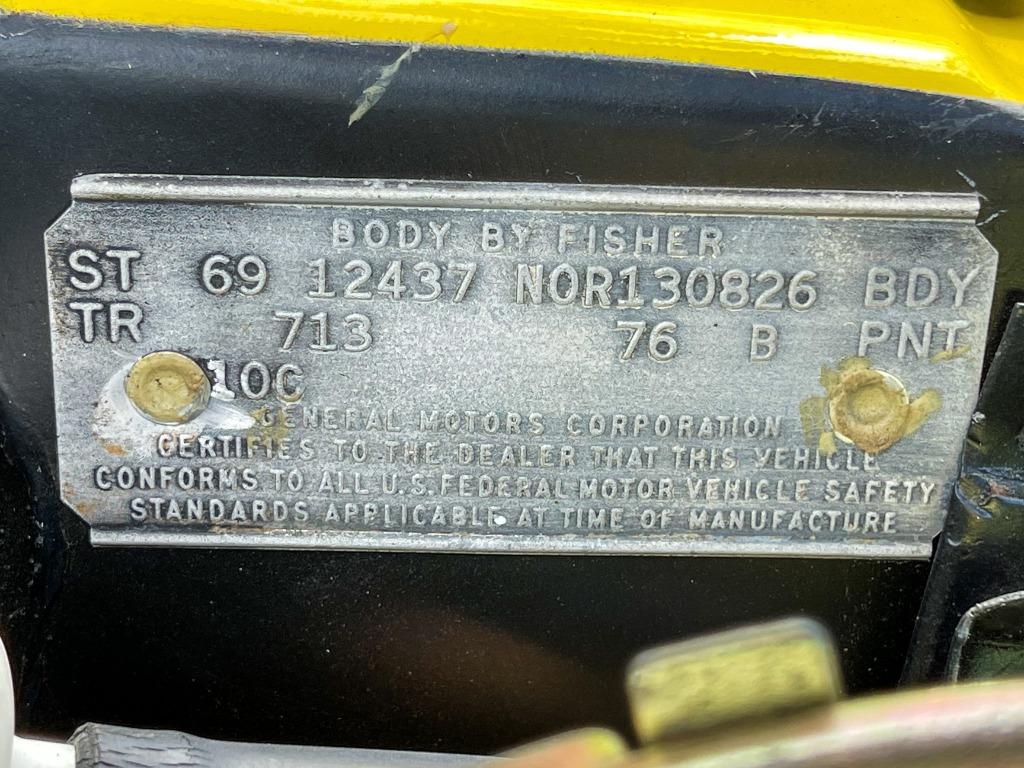 BODY BY FISHER
ST 69 12437 NOR130826 BDY
TR 713 76 B PNT
10C
GENERAL MOTORS CORPORATION
CERTIFIES TO THE DEALER THAT THIS VEHICLE
CONFORMS TO ALL U.S. FEDERAL MOTOR VEHICLE SAFETY
STANDARDS APPLICABLE AT TIME OF MANUFACTURE